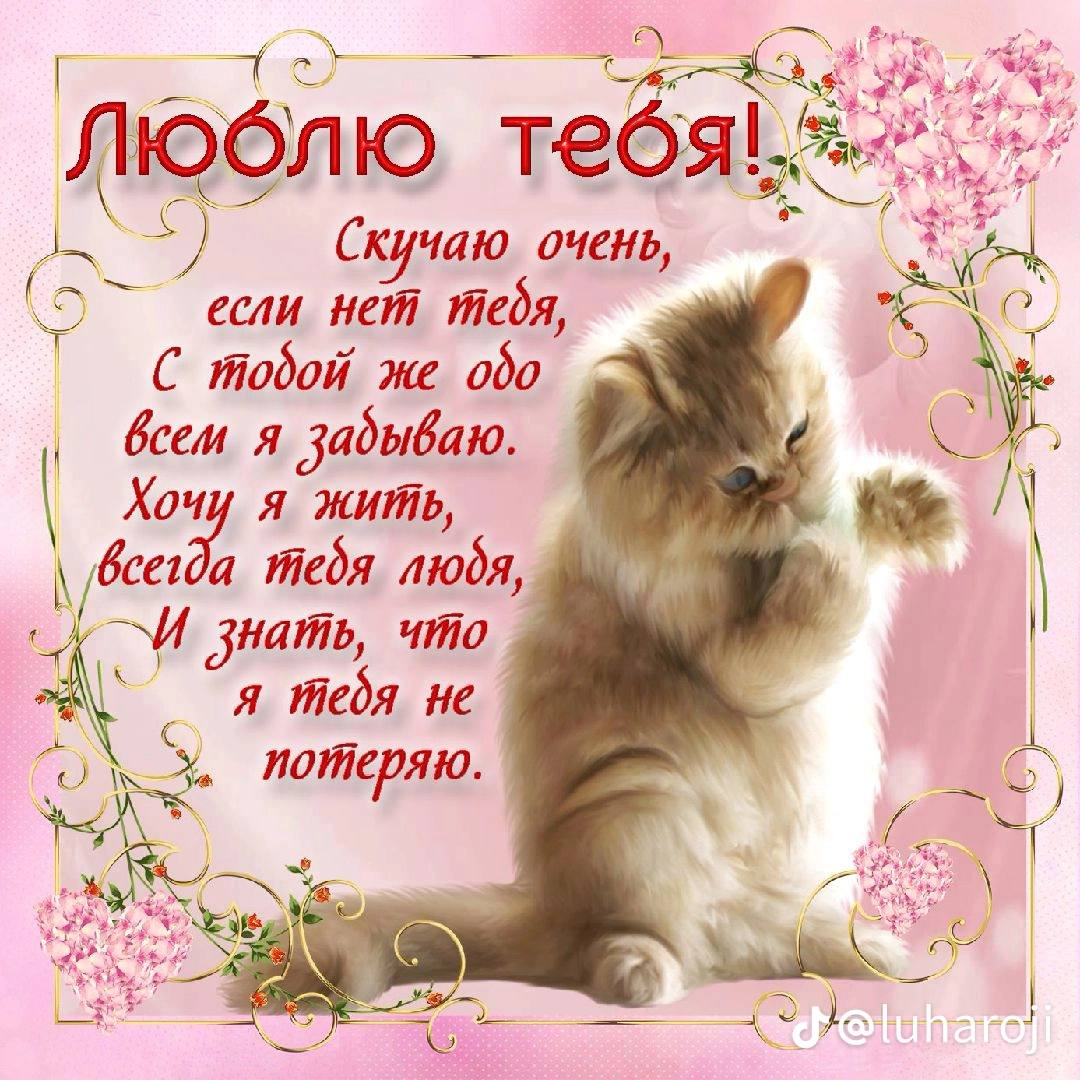 Люблю тебя!
Скучаю очень,
если нет тебя,
С тобой же обо
всем я забываю.
Хочу я жить,
всегда тебя любя,
И знать, что
я тебя не
потеряю.
@luharoji